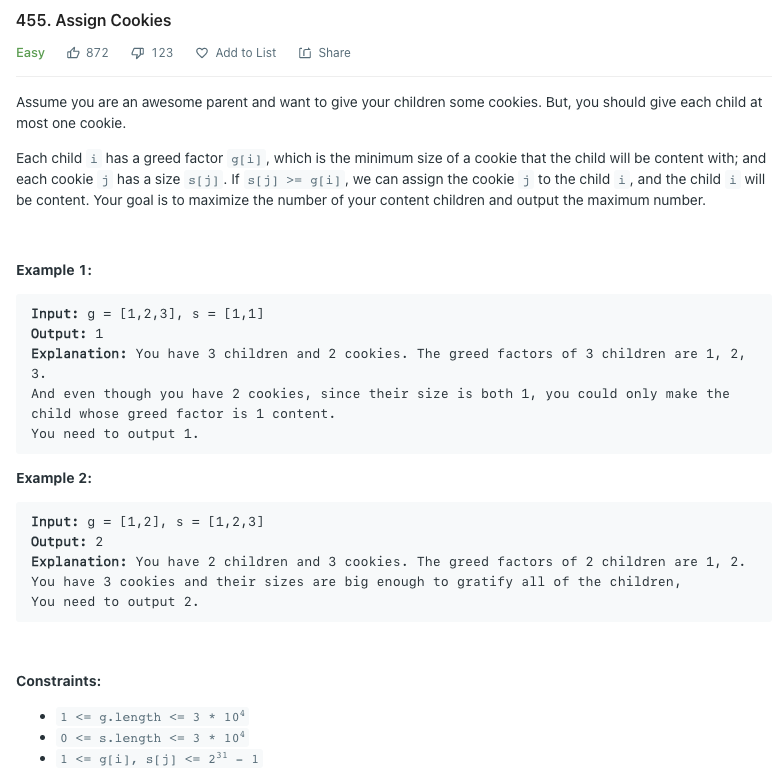 455. Assign Cookies
Easy 872 123 Add to List Share
Assume you are an awesome parent and want to give your children some cookies. But, you should give each child at
most one cookie.
Each child i has a greed factor g[i], which is the minimum size of a cookie that the child will be content with; and
each cookie j has a size s[j]. If s[j] >= g[i], we can assign the cookie j to the child i, and the child i will
be content. Your goal is to maximize the number of your content children and output the maximum number.
Example 1:
Input: g = [1,2,3], s = [1,1]
Output: 1
Explanation: You have 3 children and 2 cookies. The greed factors of 3 children are 1, 2,
3.
And even though you have 2 cookies, since their size is both 1, you could only make the
child whose greed factor is 1 content.
You need to output 1.
Example 2:
Input: g = [1,2], s = [1,2,3]
Output: 2
Explanation: You have 2 children and 3 cookies. The greed factors of 2 children are 1, 2.
You have 3 cookies and their sizes are big enough to gratify all of the children,
You need to output 2.
Constraints:
• 1 <= g.length <= 3 * 10⁴
• 0 <= s.length <= 3 * 10⁴
• 1 <= g[i], s[j] <= 2³¹ - 1